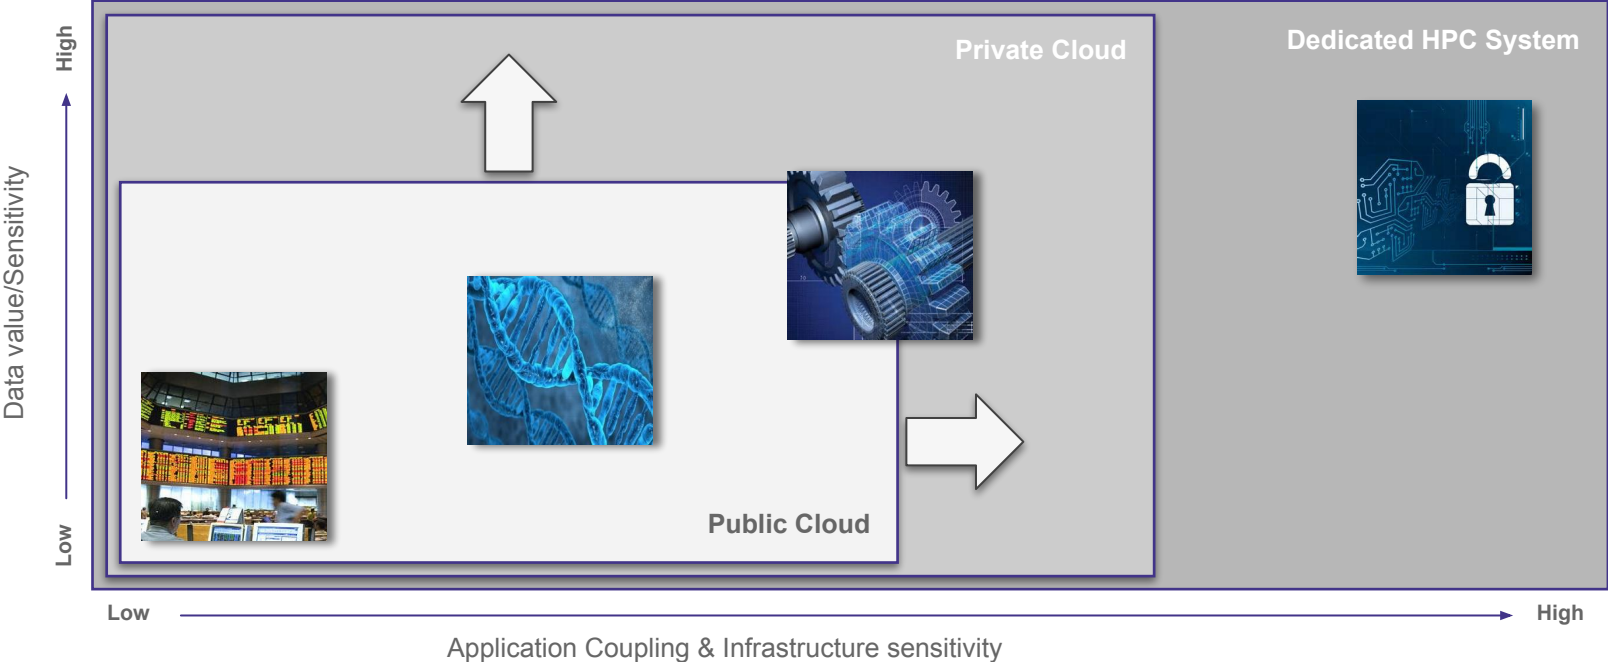 High
Private Cloud
Dedicated HPC System
Data value/Sensitivity
Public Cloud
Low
Low
High
Application Coupling & Infrastructure sensitivity